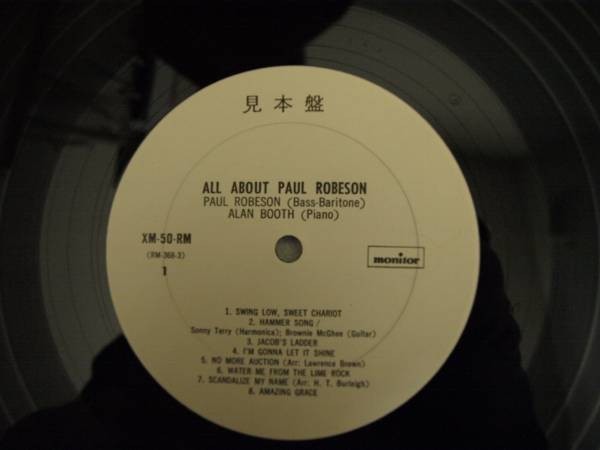 見本盤
ALL ABOUT PAUL ROBESON
PAUL ROBESON (Bass-Baritone)
ALAN BOOTH (Piano)
XM-50-RM
(RM-368-3)
1
monitor
1. SWING LOW, SWEET CHARIOT
2. HAMMER SONG /
Sonny Terry (Harmonica); Brownie McGhee (Guitar)
3. JACOB'S LADDER
4. I'M GONNA LET IT SHINE
5. NO MORE AUCTION (Arr: Lawrence Brown)
6. WATER ME FROM THE LIME ROCK
7. SCANDALIZE MY NAME (Arr: H. T. Burleigh)
8. AMAZING GRACE